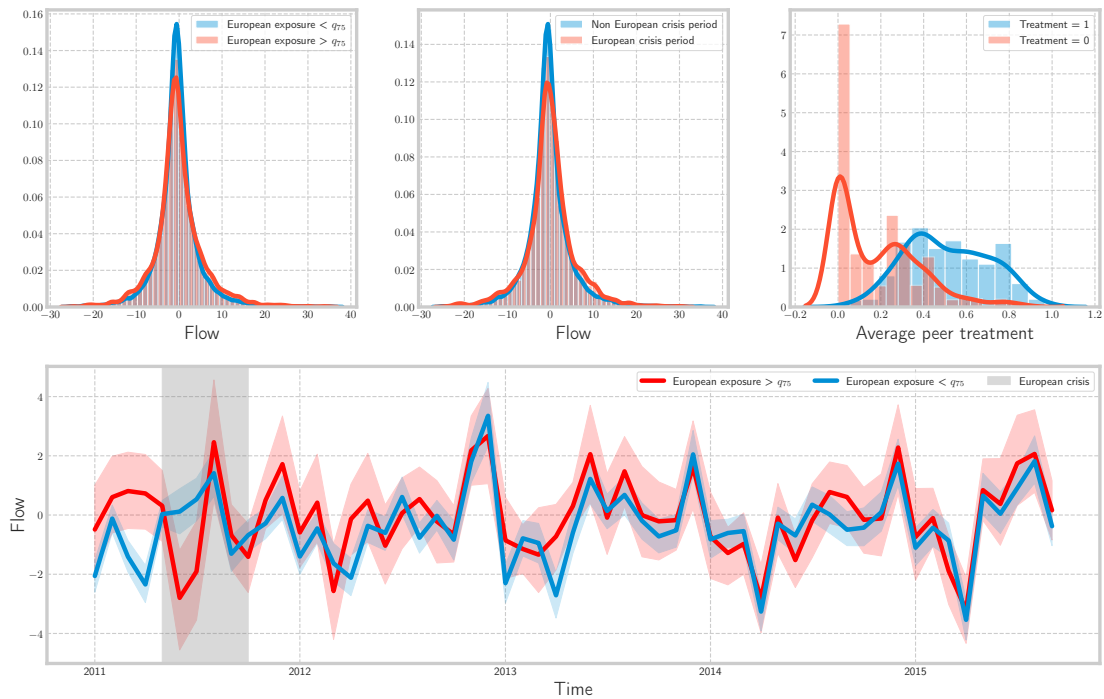 European exposure < q75
European exposure > q75
0.16
0.14
0.12
0.10
0.08
0.06
0.04
0.02
0.00
−30 −20 −10 0 10 20 30 40
Flow
Non European crisis period
European crisis period
0.14
0.12
0.10
0.08
0.06
0.04
0.02
0.00
−30 −20 −10 0 10 20 30 40
Flow
Treatment = 1
Treatment = 0
7
6
5
4
3
2
1
0
−0.2 0.0 0.2 0.4 0.6 0.8 1.0 1.2
Average peer treatment
European exposure > q75 European exposure < q75 European crisis
4
2
0
−2
−4
Flow
2011 2012 2013 2014 2015
Time